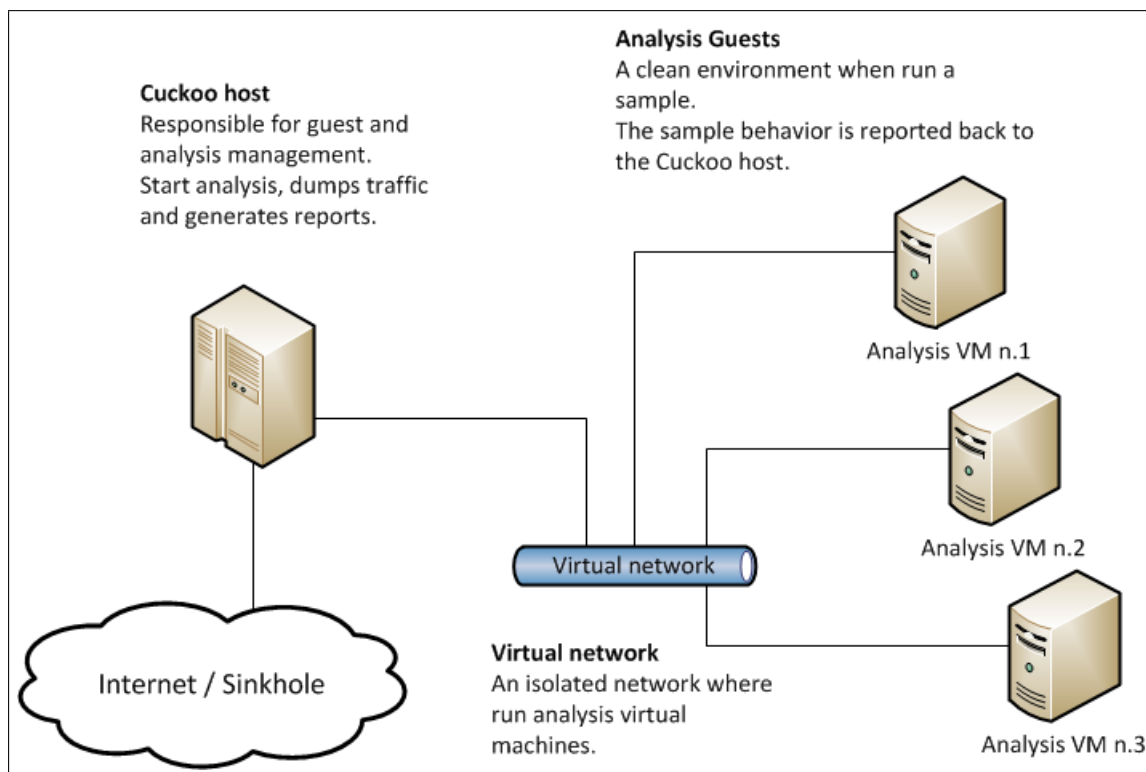 Cuckoo host
Responsible for guest and
analysis management.
Start analysis, dumps traffic
and generates reports.
Analysis Guests
A clean environment when run a
sample.
The sample behavior is reported back to
the Cuckoo host.
Analysis VM n.1
Analysis VM n.2
Virtual network
Internet / Sinkhole
Virtual network
An isolated network where
run analysis virtual
machines.
Analysis VM n.3